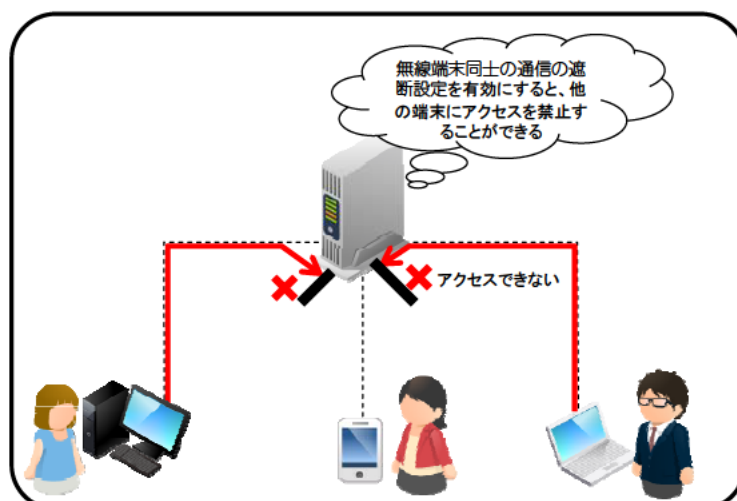 無線端末同士の通信の遮
断設定を有効にすると、他
の端末にアクセスを禁止す
ることができる
アクセスできない